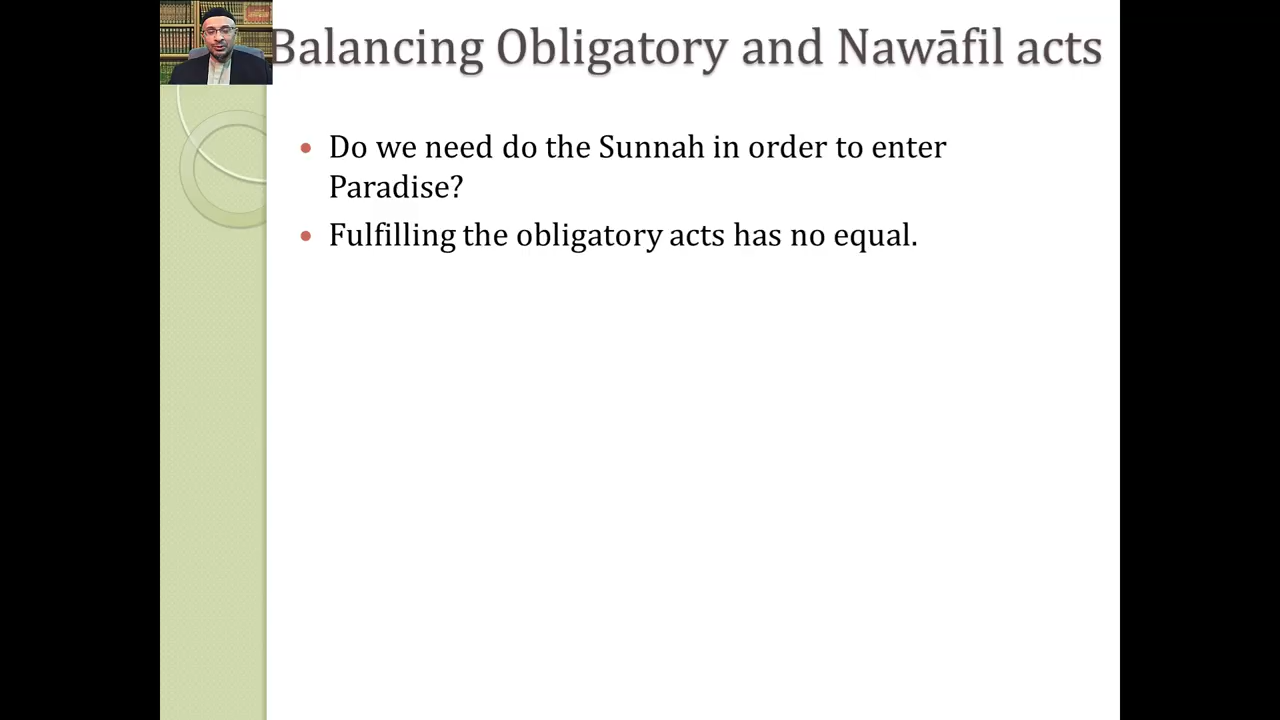 Balancing Obligatory and Nawāfil acts
• Do we need do the Sunnah in order to enter
Paradise?
• Fulfilling the obligatory acts has no equal.